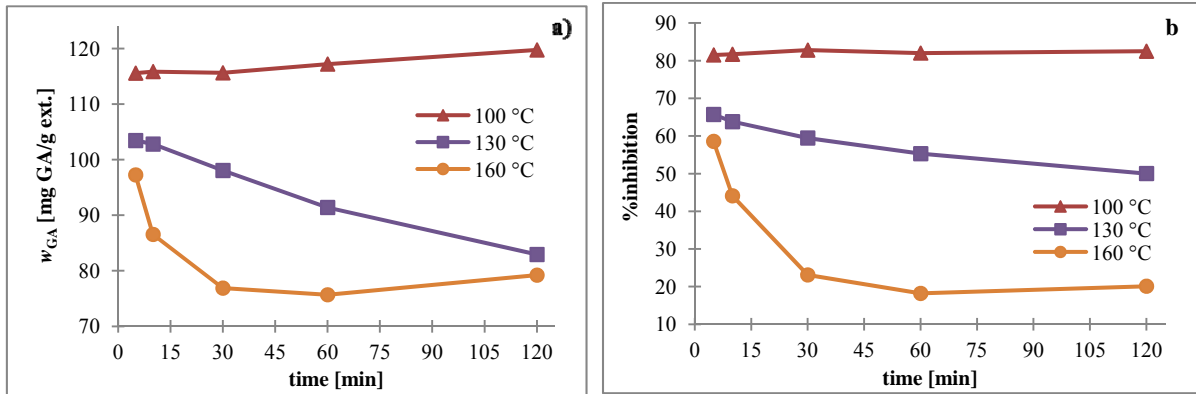 a)
120
110
100
90
80
70
w_GA [mg GA/g ext.]
100 °C
130 °C
160 °C
0 15 30 45 60 75 90 105 120
time [min]
b
90
80
70
60
50
40
30
20
10
%inhibition
100 °C
130 °C
160 °C
0 15 30 45 60 75 90 105 120
time [min]